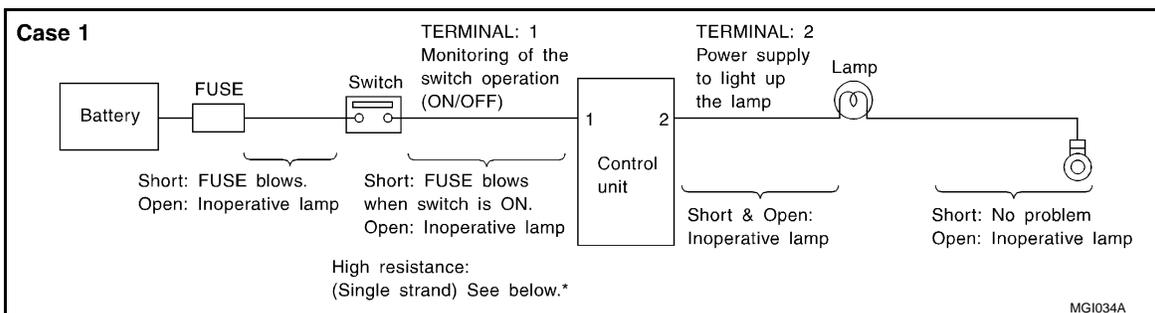 Case 1
TERMINAL: 1
Monitoring of the
switch operation
(ON/OFF)
TERMINAL: 2
Power supply
to light up
the lamp
Battery
FUSE
Switch
1
2
Control
unit
Lamp
Short: FUSE blows.
Open: Inoperative lamp
Short: FUSE blows
when switch is ON.
Open: Inoperative lamp
High resistance:
(Single strand) See below.*
Short & Open:
Inoperative lamp
Short: No problem
Open: Inoperative lamp
MGI034A